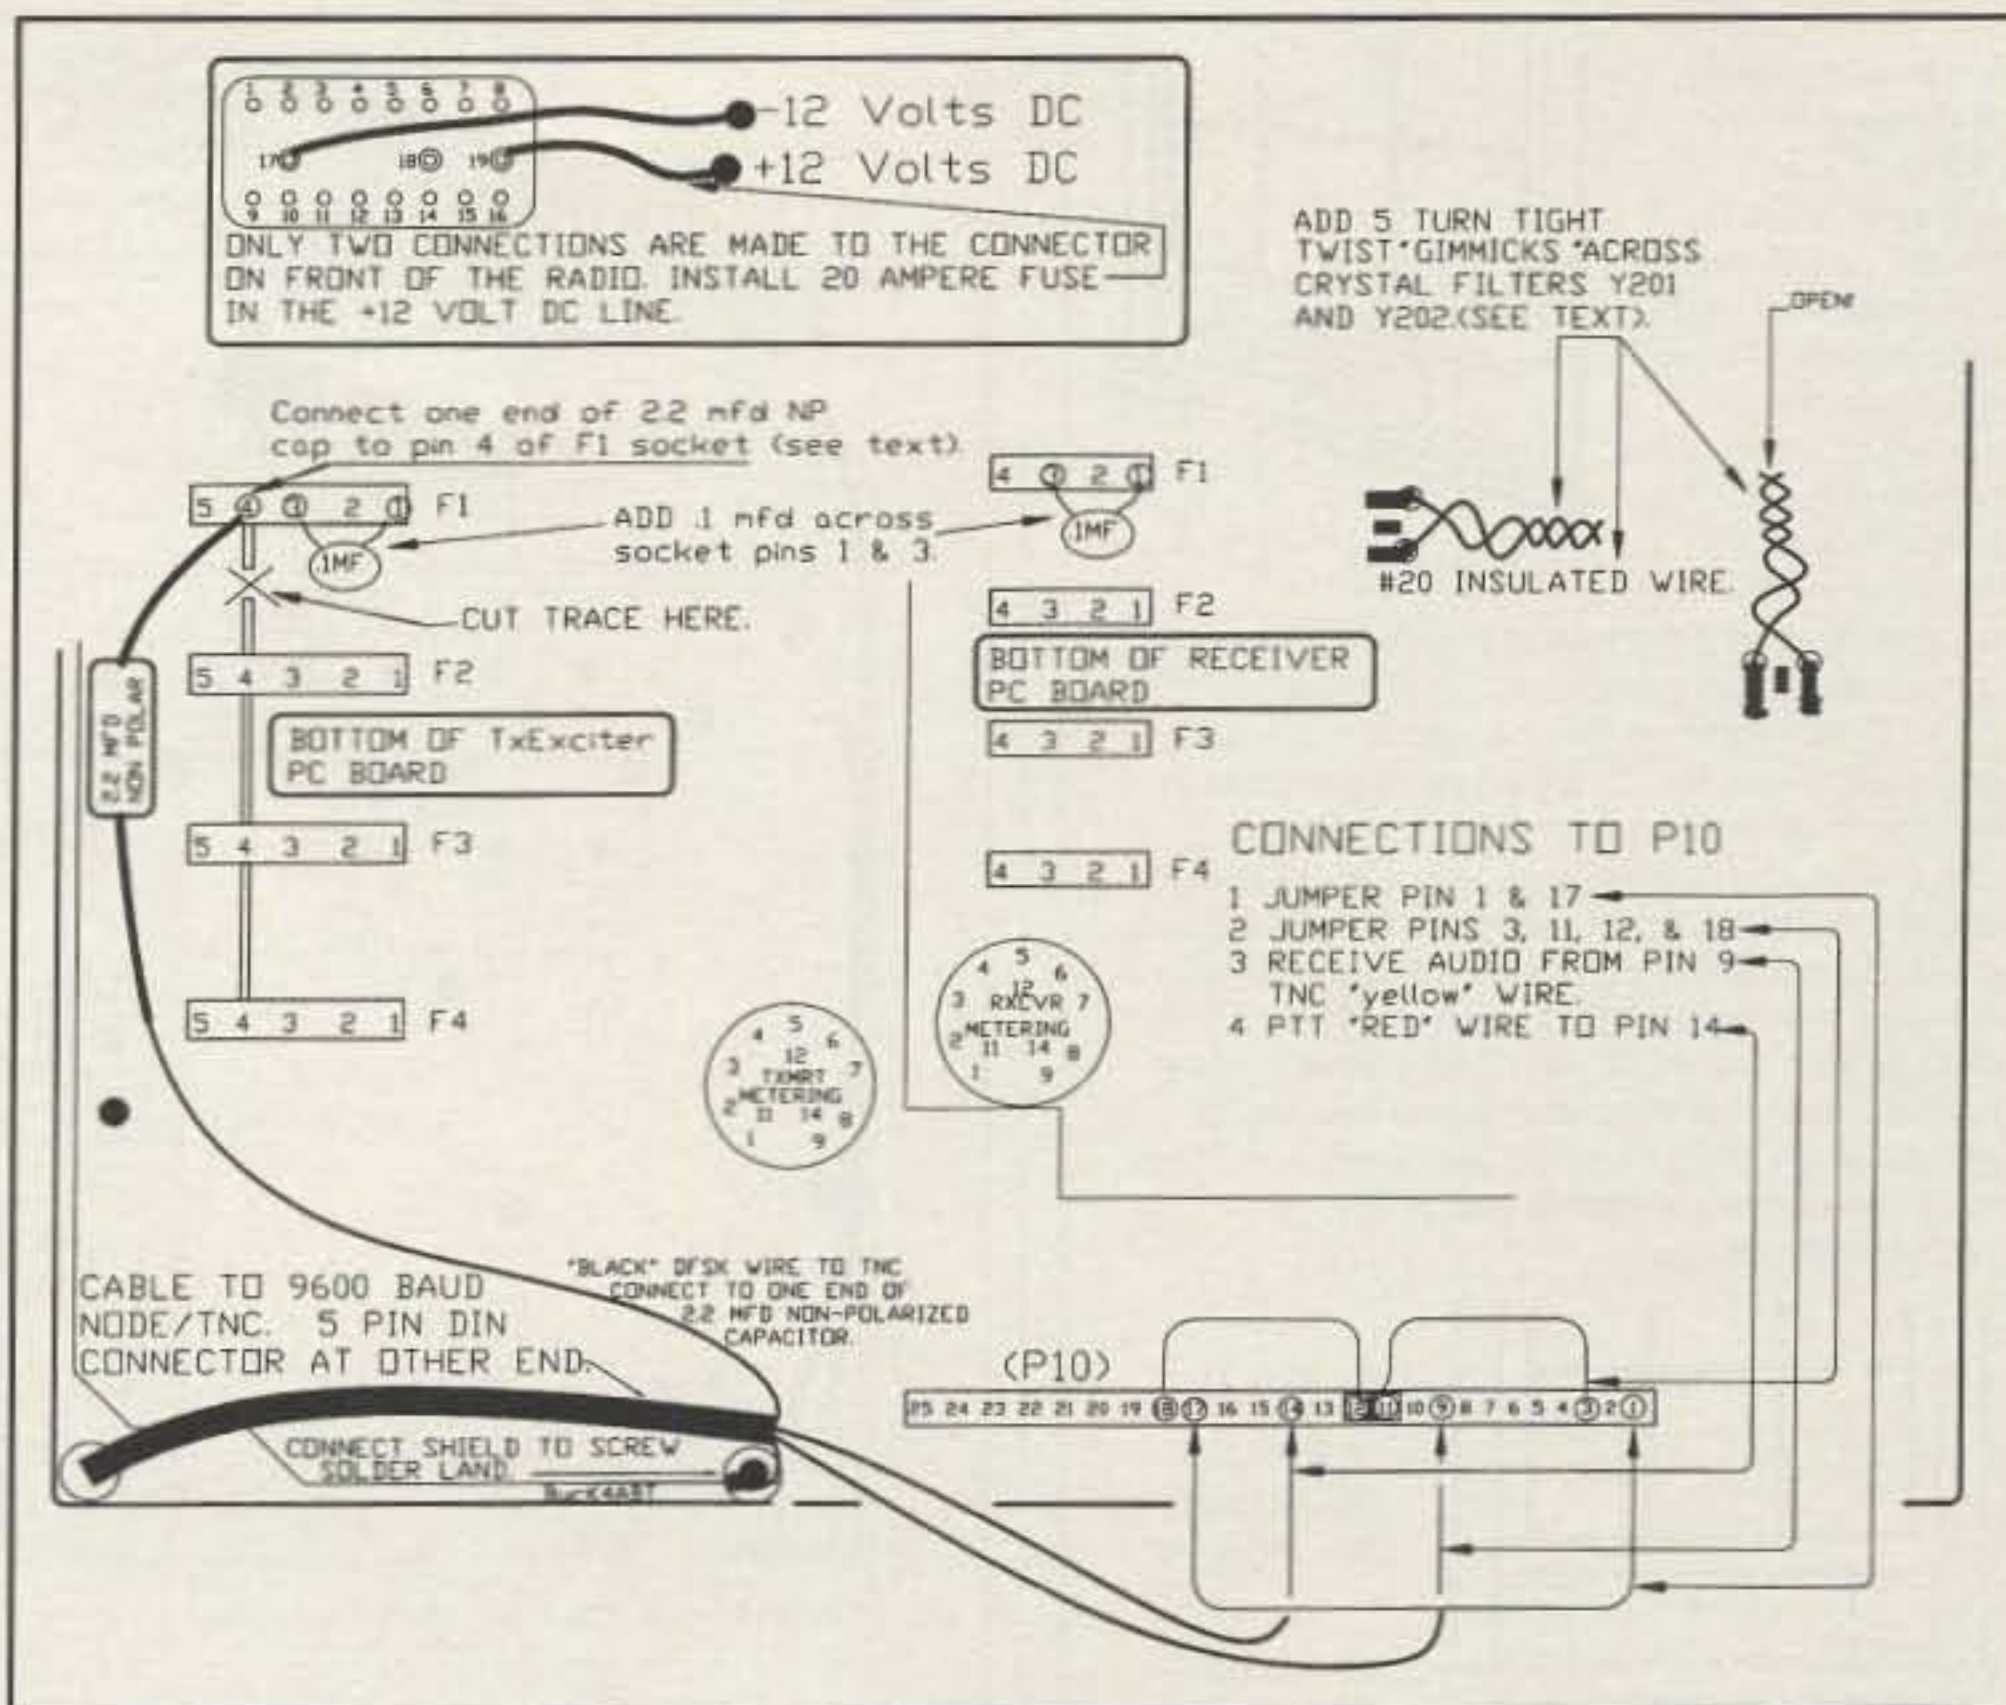 1 2 3 4 5 6 7 8
17 18 19
9 10 11 12 13 14 15 16
-12 Volts DC
+12 Volts DC
ONLY TWO CONNECTIONS ARE MADE TO THE CONNECTOR
ON FRONT OF THE RADIO. INSTALL 20 AMPERE FUSE
IN THE +12 VOLT DC LINE.
ADD 5 TURN TIGHT
TWIST "GIMMICKS "ACROSS
CRYSTAL FILTERS Y201
AND Y202.(SEE TEXT).
OPEN!
#20 INSULATED WIRE.
Connect one end of 2.2 mfd NP
cap to pin 4 of F1 socket (see text)
5 4 3 2 1 F1
.1MF
ADD .1 mfd across
socket pins 1 & 3.
4 3 2 1 F1
.1MF
CUT TRACE HERE.
5 4 3 2 1 F2
4 3 2 1 F2
BOTTOM OF RECEIVER
PC BOARD
2.2 MFD
NON POLAR
BOTTOM OF TxExciter
PC BOARD
4 3 2 1 F3
5 4 3 2 1 F3
4 3 2 1 F4
5 4 3 2 1 F4
CONNECTIONS TO P10
1 JUMPER PIN 1 & 17
2 JUMPER PINS 3, 11, 12, & 18
3 RECEIVE AUDIO FROM PIN 9
TNC "yellow" WIRE.
4 PTT "RED" WIRE TO PIN 14
4 5 6
12
3 RXCVR 7
METERING
2 11 14 8
1 9
4 5 6
12
3 TXMRT 7
METERING
2 11 14 8
1 9
CABLE TO 9600 BAUD
NODE/TNC. 5 PIN DIN
CONNECTOR AT OTHER END.
"BLACK" DFSK WIRE TO TNC
CONNECT TO ONE END OF
2.2 MFD NON-POLARIZED
CAPACITOR.
(P10)
25 24 23 22 21 20 19 18 17 16 15 14 13 12 11 10 9 8 7 6 5 4 3 2 1
CONNECT SHIELD TO SCREW
SOLDER LAND.
Buck4ABT